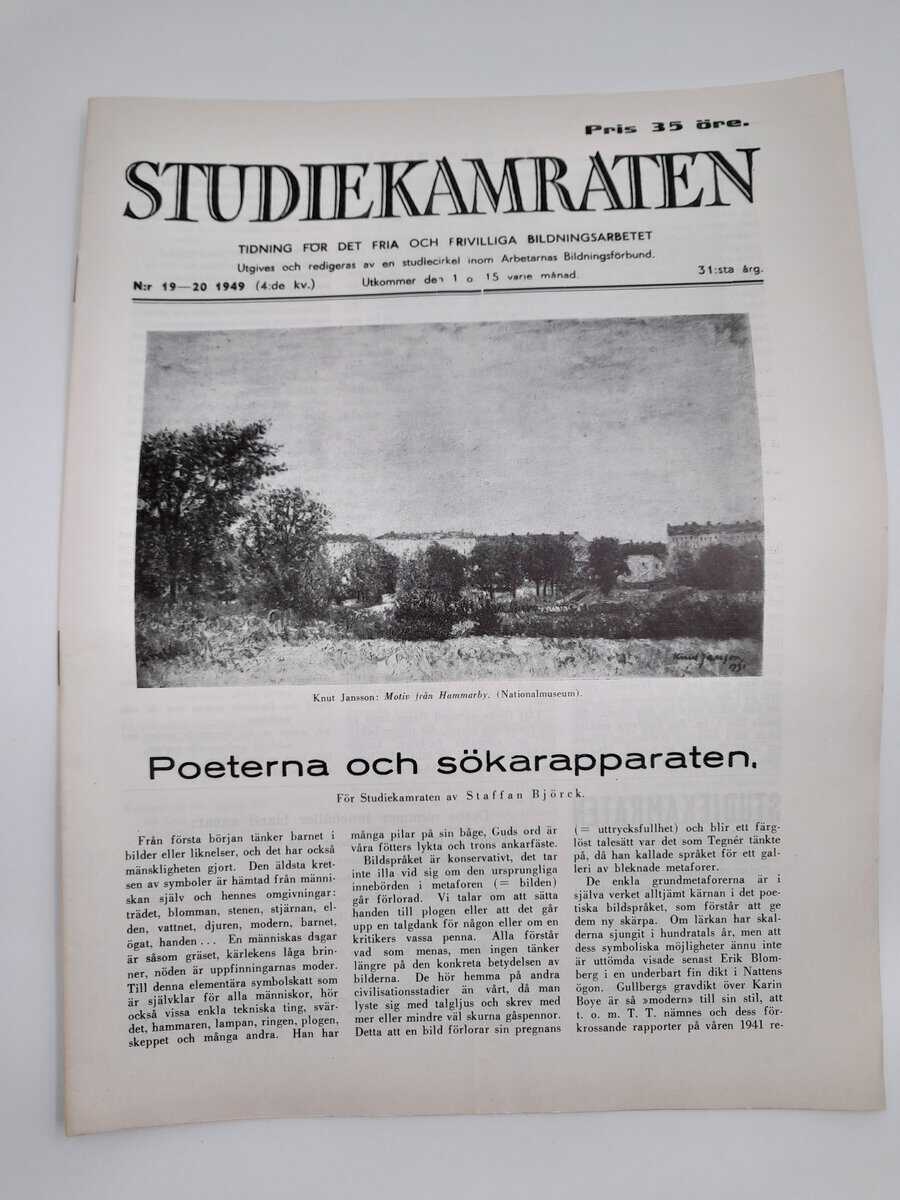 Pris 35 öre.
STUDIEKAMRATEN
TIDNING FÖR DET FRIA OCH FRIVILLIGA BILDNINGSARBETET
Utgives och redigeras av en studiecirkel inom Arbetarnas Bildningsförbund.
N:r 19—20 1949 (4:de kv.)
Utkommer den 1 o 15 varje månad.
31:sta årg.
Knut Jansson
Knut Jansson: Motiv från Hammarby. (Nationalmuseum).
Poeterna och sökarapparaten.
För Studiekamraten av Staffan Björck.
Från första början tänker barnet i
bilder eller liknelser, och det har också
mänskligheten gjort. Den äldsta kret-
sen av symboler är hämtad från männi-
skan själv och hennes omgivningar:
trädet, blomman, stenen, stjärnan, el-
den, vattnet, djuren, modern, barnet,
ögat, handen... En människas dagar
är såsom gräset, kärlekens låga brin-
ner, nöden är uppfinningarnas moder.
Till denna elementära symbolskatt som
är självklar för alla människor, hör
också vissa enkla tekniska ting, svär-
det, hammaren, lampan, ringen, plogen,
skeppet och många andra. Han har
många pilar på sin båge, Guds ord är
våra fötters lykta och trons ankarfäste.
Bildspråket är konservativt, det tar
inte illa vid sig om den ursprungliga
innebörden i metaforen (= bilden)
går förlorad. Vi talar om att sätta
handen till plogen eller att det går
upp en talgdank för någon eller om en
kritikers vassa penna. Alla förstår
vad som menas, men ingen tänker
längre på den konkreta betydelsen av
bilderna. De hör hemma på andra
civilisationsstadier än vårt, då man
lyste sig med talgljus och skrev med
mer eller mindre väl skurna gåspennor.
Detta att en bild förlorar sin pregnans
(= uttrycksfullhet) och blir ett färg-
löst talesätt var det som Tegnér tänkte
på, då han kallade språket för ett gal-
leri av bleknade metaforer.
De enkla grundmetaforerna är i
själva verket alltjämt kärnan i det poe-
tiska bildspråket, som förstår att ge
dem ny skärpa. Om lärkan har skal-
derna sjungit i hundratals år, men att
dess symboliska möjligheter ännu inte
är uttömda visade senast Erik Blom-
berg i en underbart fin dikt i Nattens
ögon. Gullbergs gravdikt över Karin
Boye är så »modern» till sin stil, att
t. o. m. T. T. nämnes och dess för-
krossande rapporter på våren 1941 re-